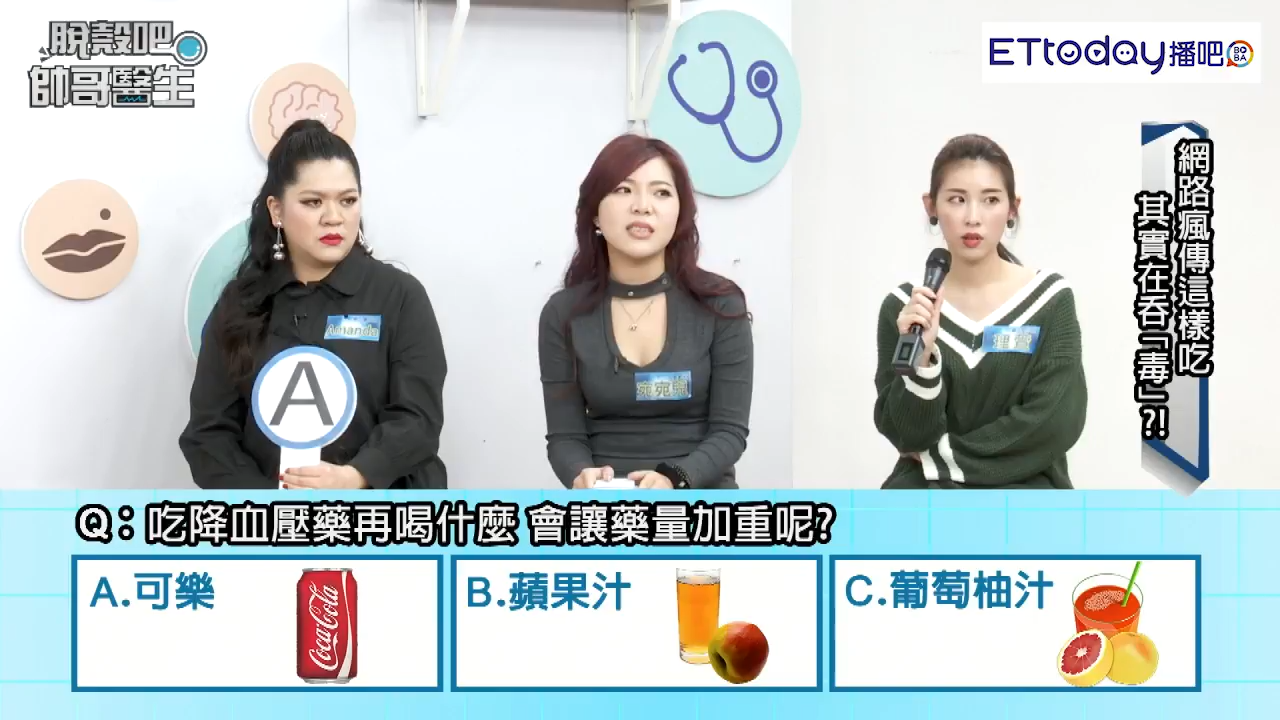 脫殼吧
帥哥醫生
ETtoday播吧
BOBA
網路瘋傳這樣吃
其實在吞「毒」?!
Amanda
A
Q：吃降血壓藥再喝什麼 會讓藥量加重呢?
A.可樂
Coca-Cola
B.蘋果汁
C.葡萄柚汁